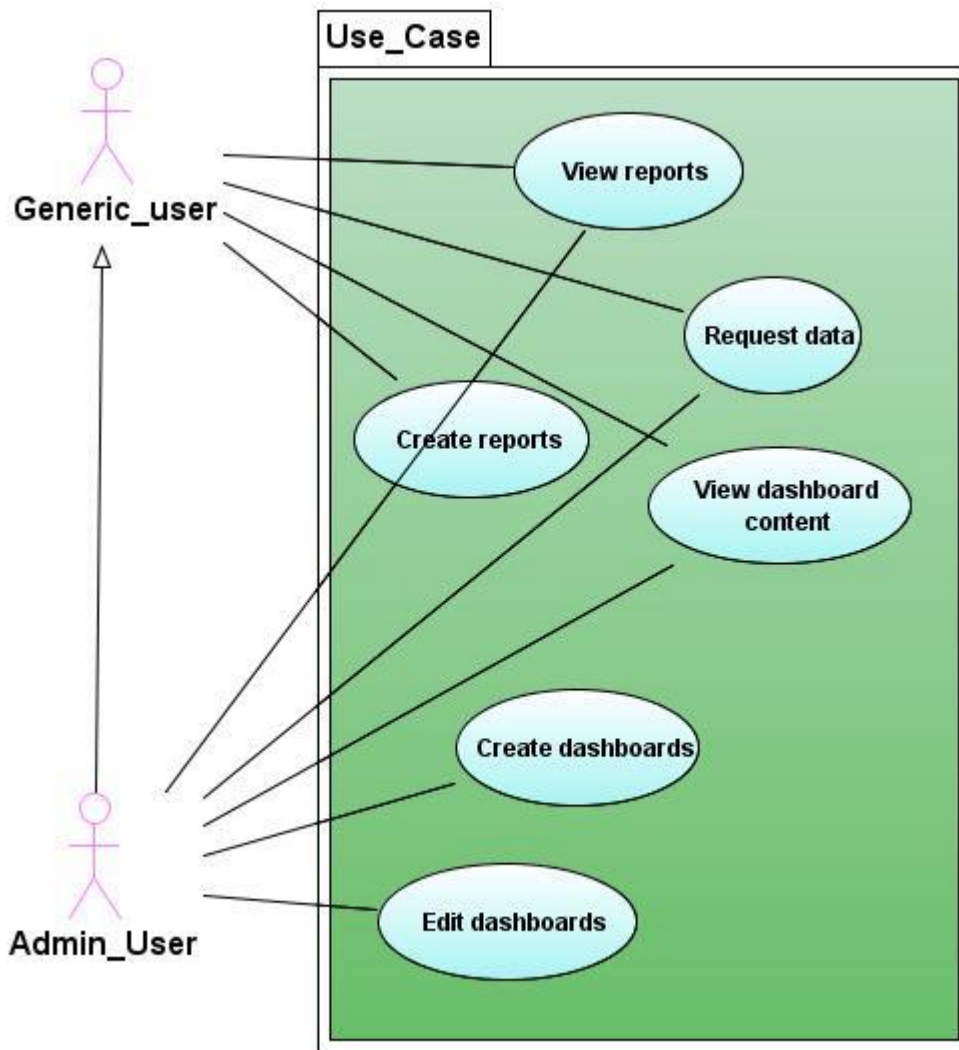 Use_Case
Generic_user
View reports
Request data
Create reports
View dashboard
content
Create dashboards
Edit dashboards
Admin_User